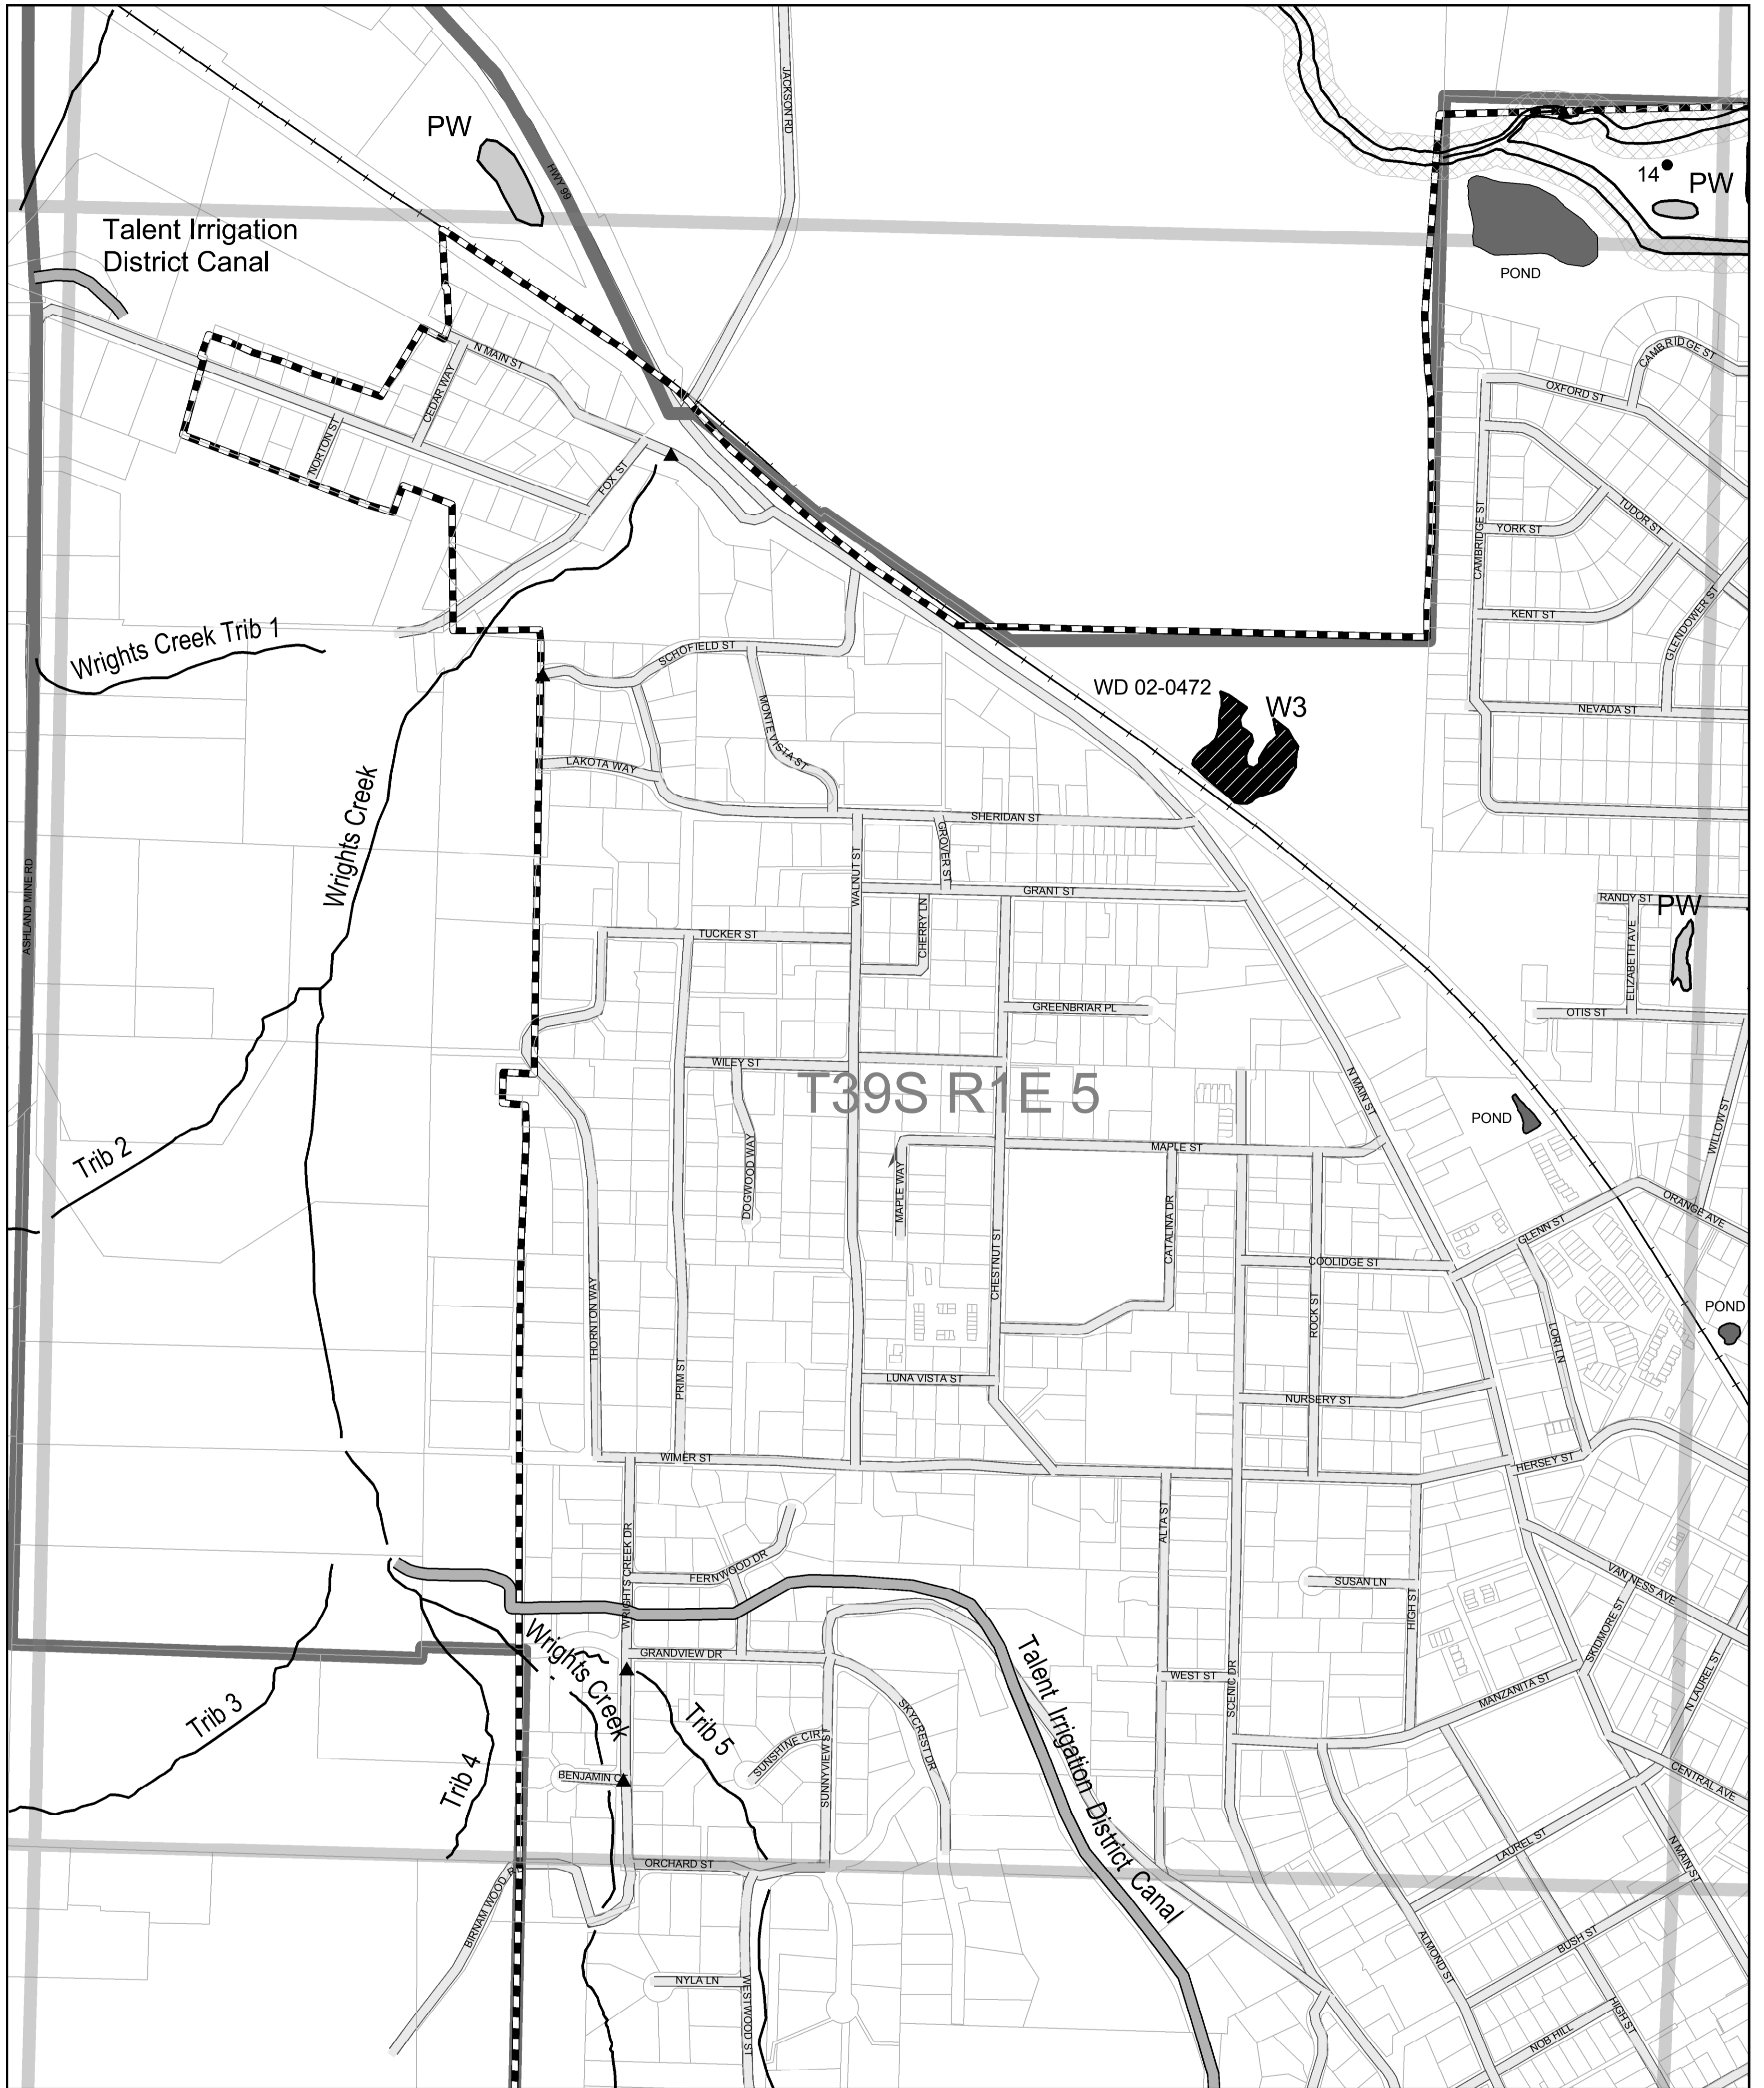 JACKSON RD
PW
HWY 99
14
PW
Talent Irrigation
District Canal
POND
N MAIN ST
CEDAR WAY
NORTON ST
FOX ST
CAMBRIDGE ST
OXFORD ST
CAMBRIDGE ST
YORK ST
TUDOR ST
KENT ST
GLENDOWER ST
Wrights Creek Trib 1
SCHOFIELD ST
MONTE VISTA ST
WD 02-0472
W3
NEVADA ST
LAKOTA WAY
Wrights Creek
SHERIDAN ST
GROVER ST
WALNUT ST
GRANT ST
ASHLAND MINE RD
CHERRY LN
RANDY ST
PW
ELIZABETH AVE
TUCKER ST
GREENBRIAR PL
OTIS ST
WILEY ST
T39S R1E 5
N MAIN ST
POND
WILLOW ST
Trib 2
DOGWOOD WAY
MAPLE WAY
MAPLE ST
CATALINA DR
CHESTNUT ST
ORANGE AVE
GLENN ST
COOLIDGE ST
THORNTON WAY
ROCK ST
LORI LN
POND
PRIM ST
LUNA VISTA ST
NURSERY ST
WIMER ST
HERSEY ST
ALTA ST
WRIGHTS CREEK DR
FERNWOOD DR
SUSAN LN
HIGH ST
VAN NESS AVE
SKIDMORE ST
Wrights Creek
GRANDVIEW DR
Talent Irrigation District Canal
WEST ST
SCENIC DR
MANZANITA ST
N LAUREL ST
Trib 3
Trib 5
SKYCREST DR
SUNSHINE CIR
SUNNYVIEW ST
Trib 4
BENJAMIN
CENTRAL AVE
ORCHARD ST
LAUREL ST
N MAIN ST
BIRNAM WOOD
ALMOND ST
BUSH ST
NYLA LN
WESTWOOD ST
HIGH ST
NOB HILL